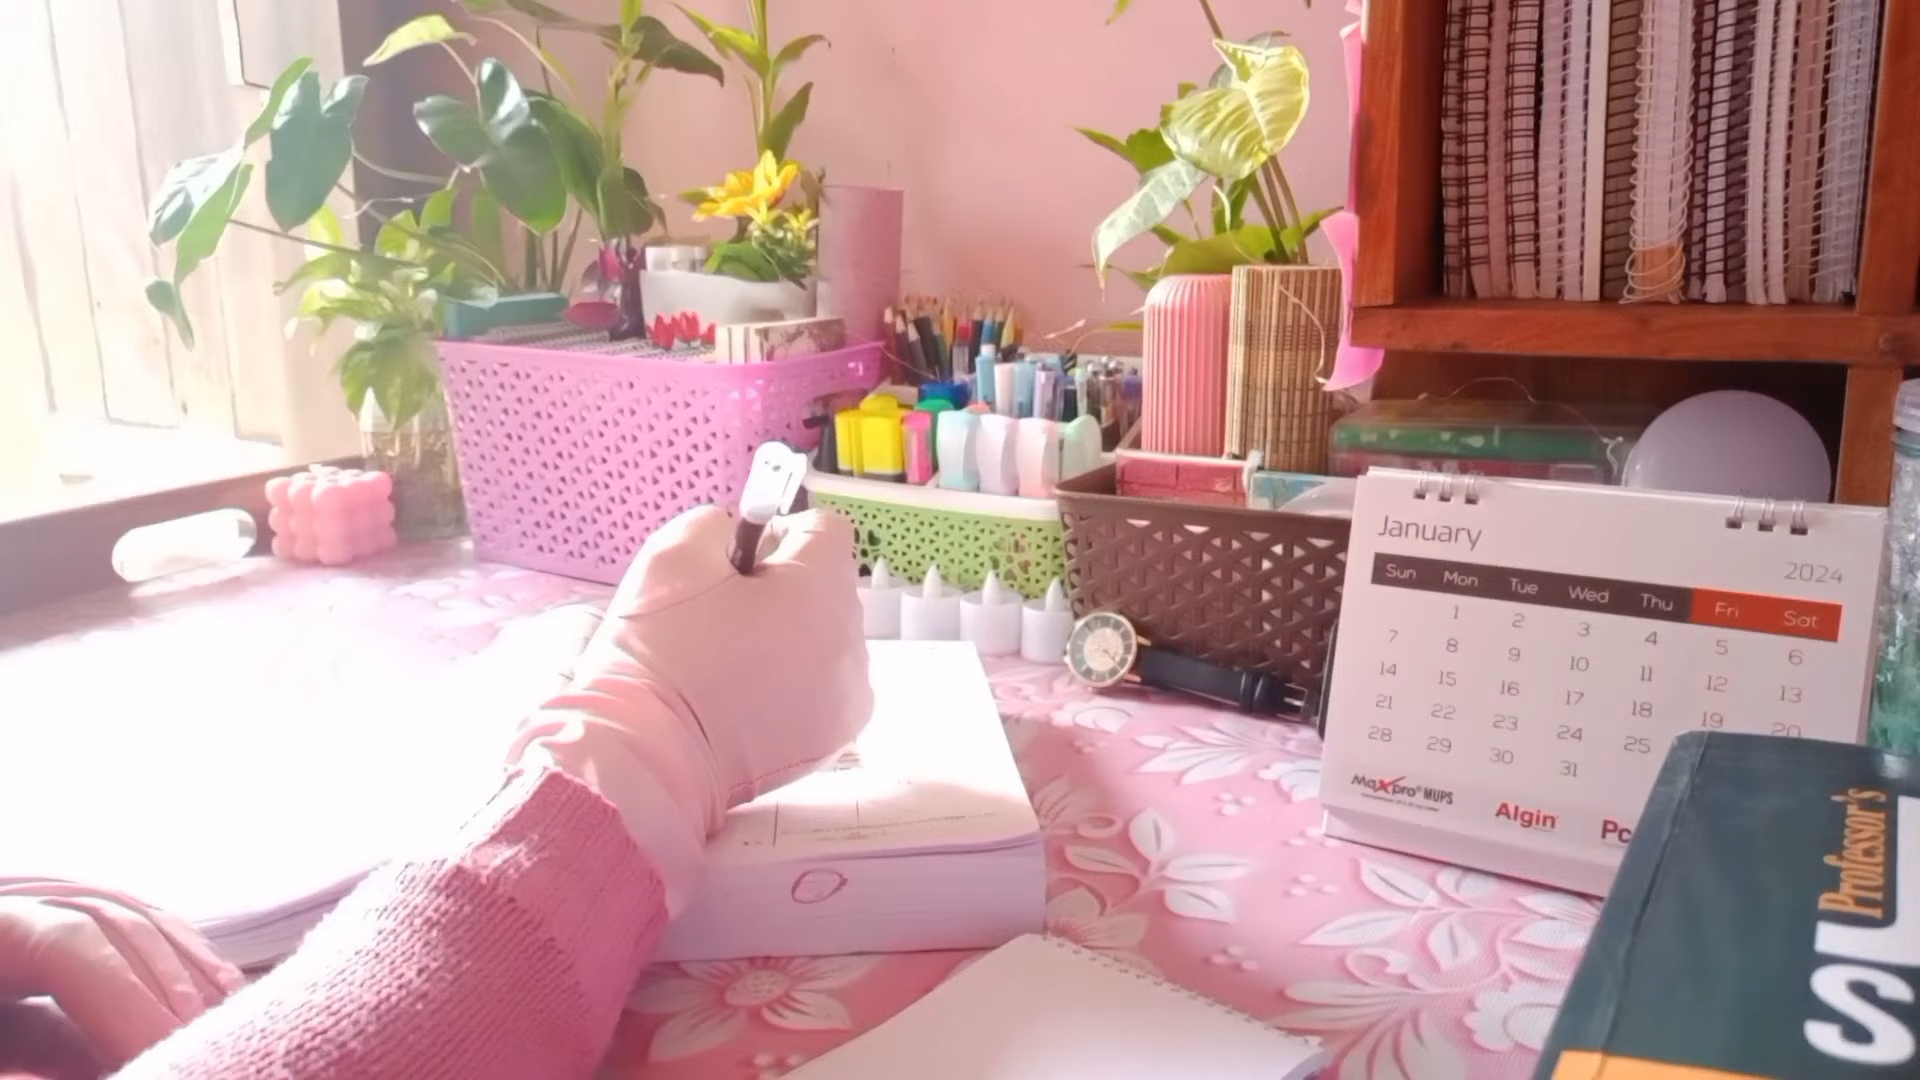 January
2024
Sun Mon Tue Wed Thu Fri Sat
1 2 3 4 5 6
7 8 9 10 11 12 13
14 15 16 17 18 19 20
21 22 23 24 25
28 29 30 31
Maxpro MUPS
Algin
Professor's